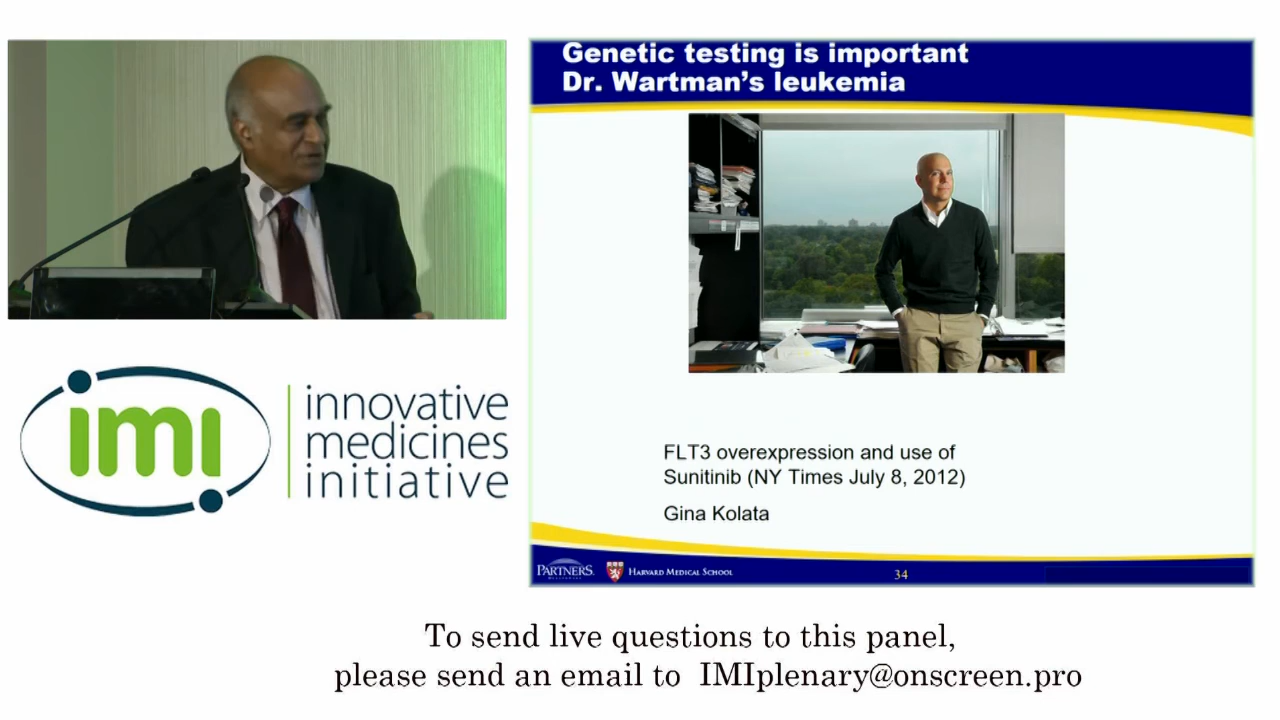 Genetic testing is important
Dr. Wartman's leukemia
FLT3 overexpression and use of
Sunitinib (NY Times July 8, 2012)
Gina Kolata
PARTNERS
HARVARD MEDICAL SCHOOL
34
imi
innovative
medicines
initiative
To send live questions to this panel,
please send an email to IMIplenary@onscreen.pro